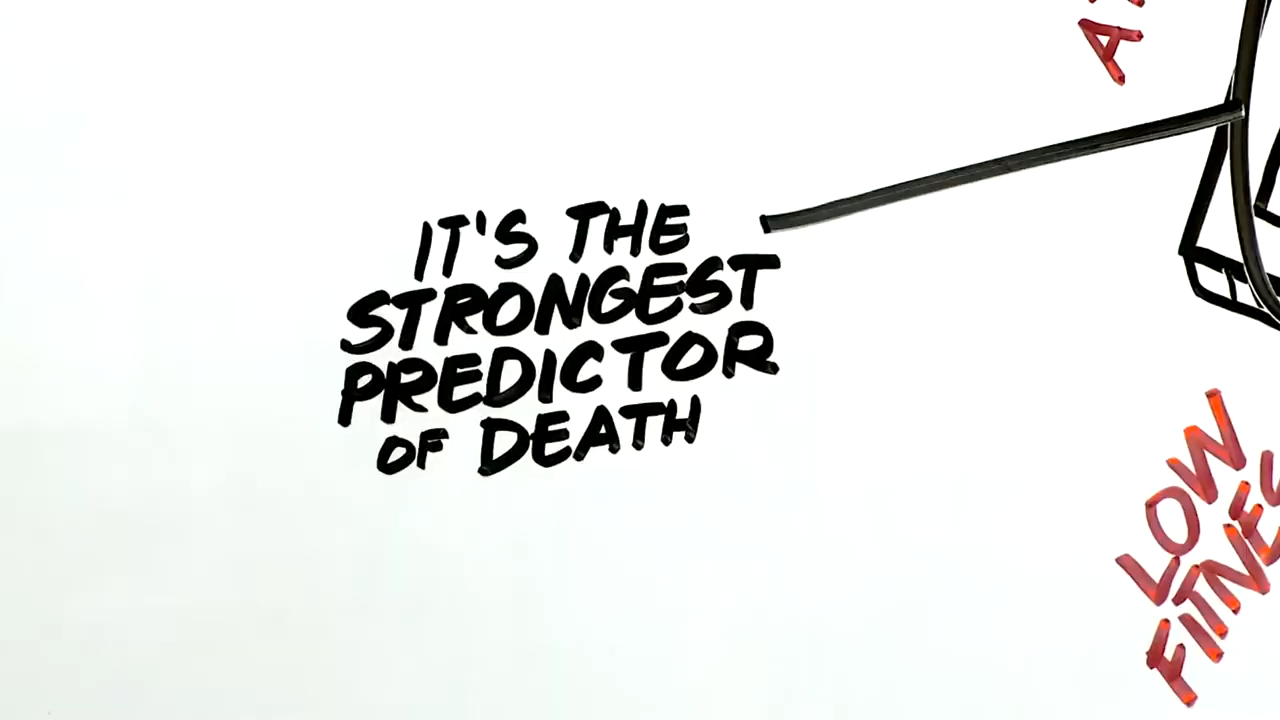 IT'S THE
STRONGEST
PREDICTOR
OF DEATH
LOW